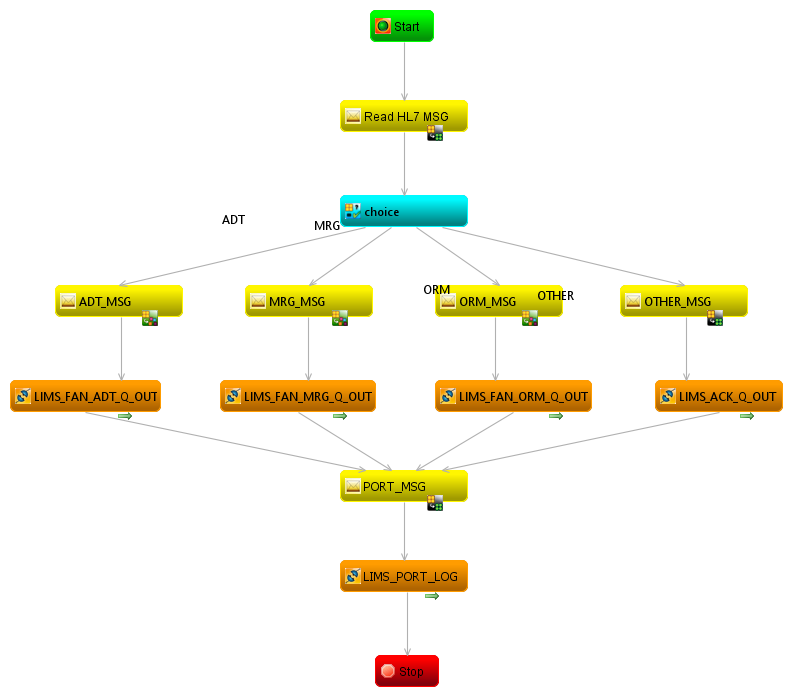 Start
Read HL7 MSG
choice
ADT
MRG
ORM
OTHER
ADT_MSG
MRG_MSG
ORM_MSG
OTHER_MSG
LIMS_FAN_ADT_Q_OUT
LIMS_FAN_MRG_Q_OUT
LIMS_FAN_ORM_Q_OUT
LIMS_ACK_Q_OUT
PORT_MSG
LIMS_PORT_LOG
Stop